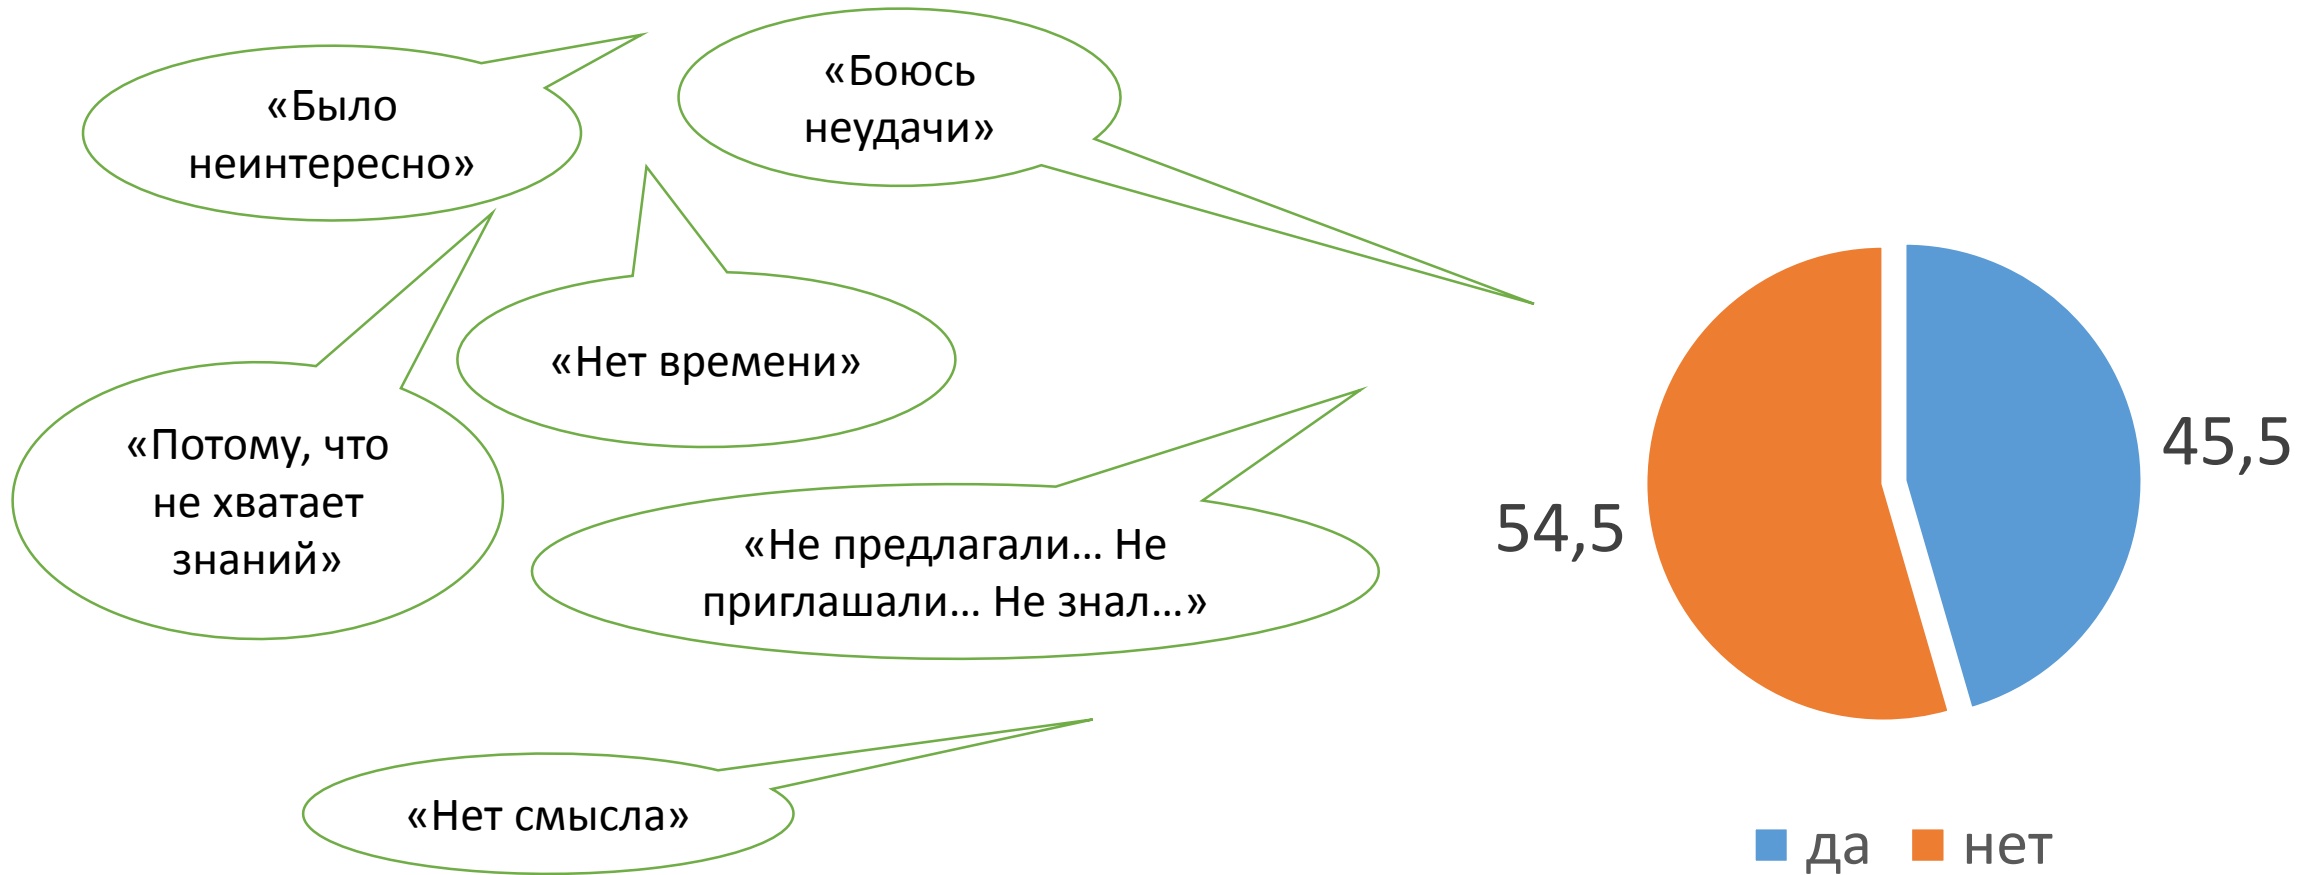 «Было
неинтересно»
«Боюсь
неудачи»
«Нет времени»
«Потому, что
не хватает
знаний»
«Не предлагали... Не
приглашали... Не знал...»
«Нет смысла»
45,5
54,5
да нет